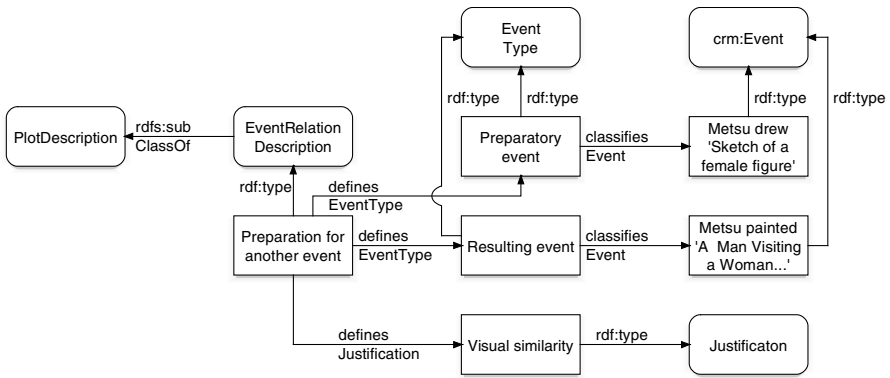 Event
Type
crm:Event
rdf:type
rdf:type
rdf:type
rdf:type
PlotDescription
rdfs:sub
ClassOf
EventRelation
Description
Preparatory
event
classifies
Event
Metsu drew
'Sketch of a
female figure'
rdf:type
defines
EventType
Preparation for
another event
defines
EventType
Resulting event
classifies
Event
Metsu painted
'A Man Visiting
a Woman...'
defines
Justification
Visual similarity
rdf:type
Justificaton